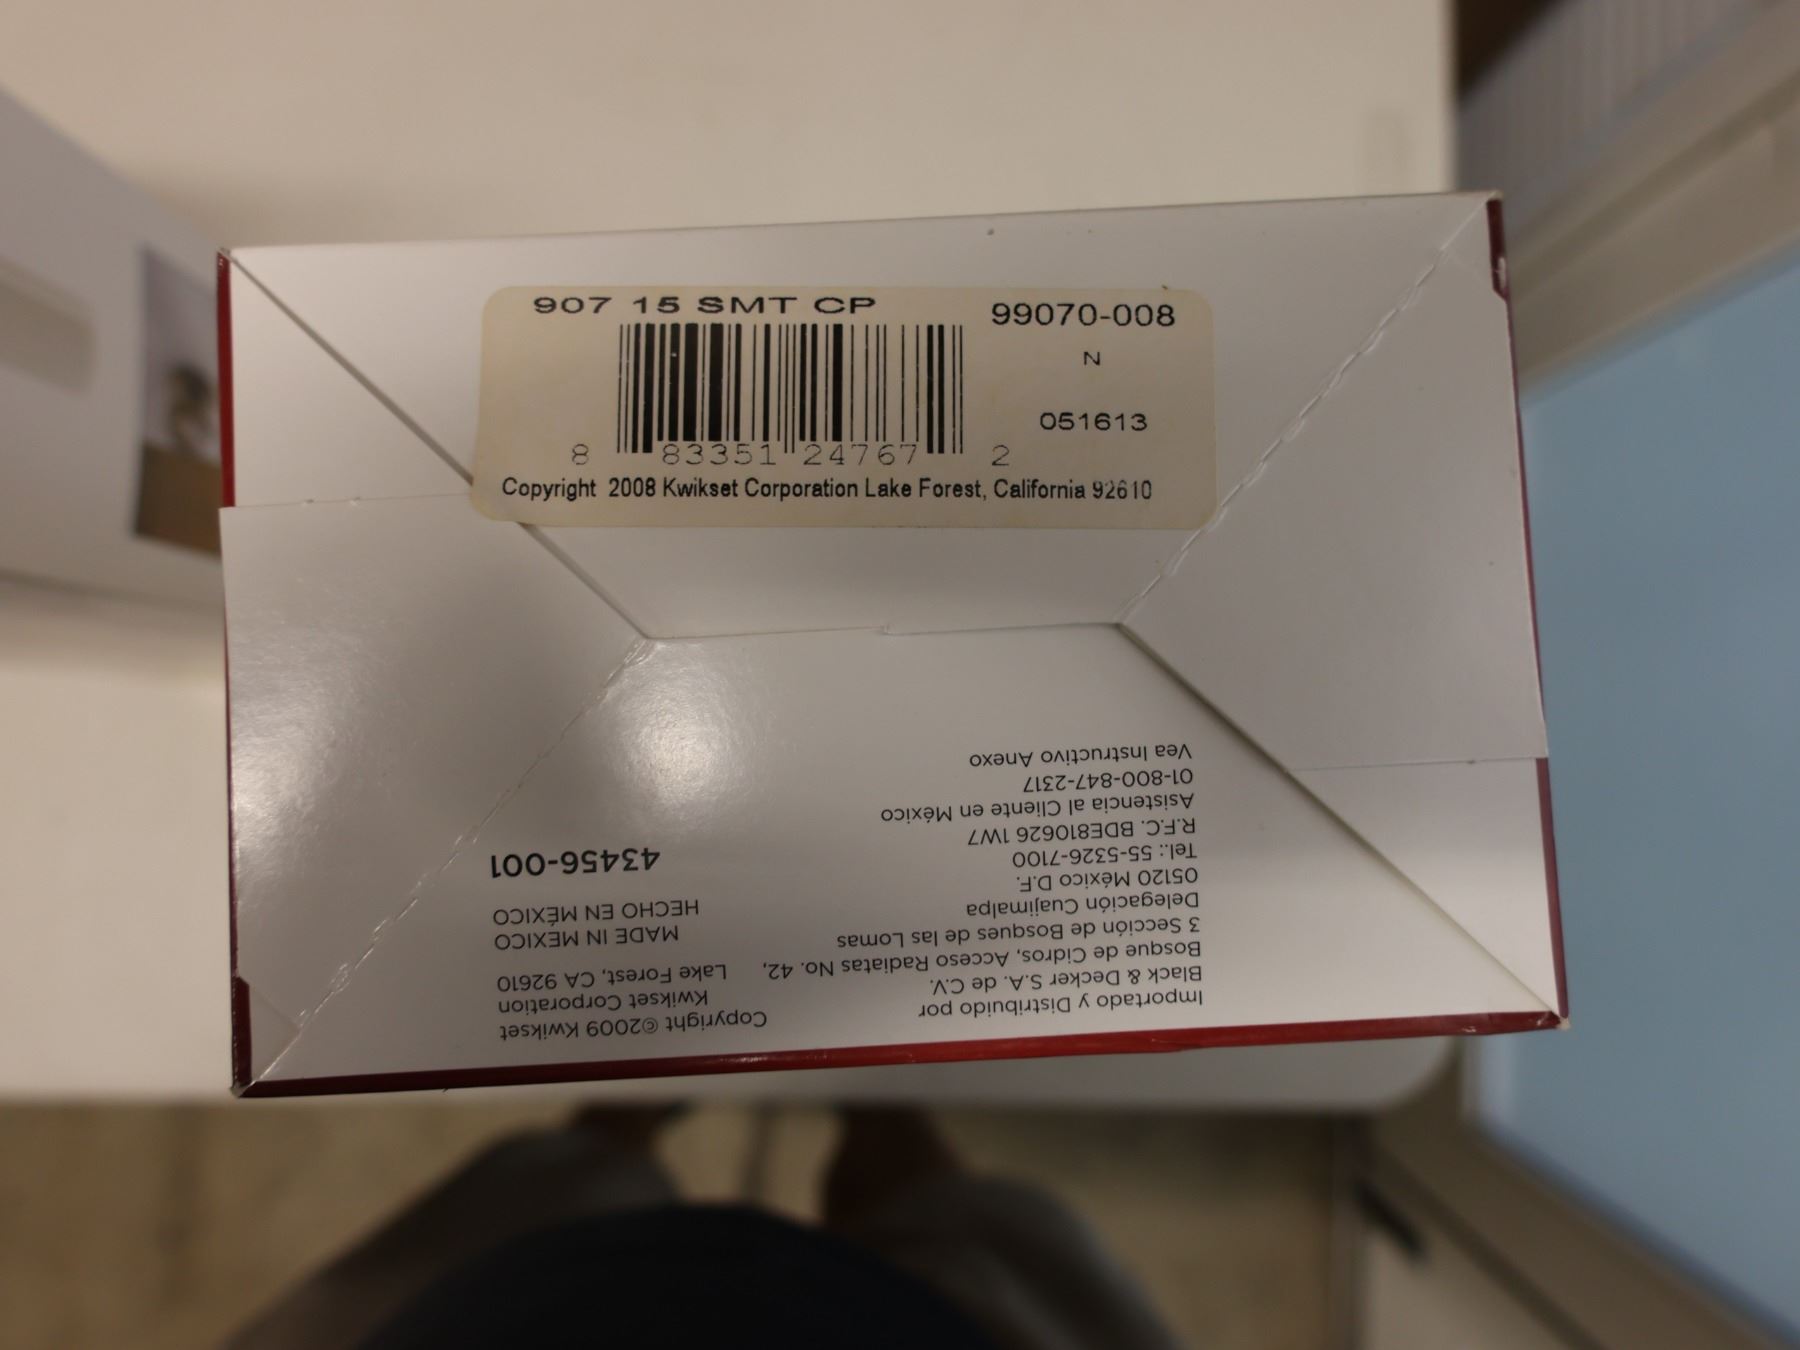 907 15 SMT CP
99070-008
N
051613
8 83351 24767 2
Copyright 2008 Kwikset Corporation Lake Forest, California 92610
Importado y Distribuido por
Black & Decker S.A. de C.V.
Bosque de Cidros, Acceso Radiatas No. 42,
3 Sección de Bosques de las Lomas
Delegación Cuajimalpa
05120 México D.F.
Tel.: 55-5326-7100
R.F.C. BDE810626 1W7
Asistencia al Cliente en México
01-800-847-2317
Vea Instructivo Anexo
Copyright ©2009 Kwikset
Kwikset Corporation
Lake Forest, CA 92610
MADE IN MEXICO
HECHO EN MÉXICO
43456-001